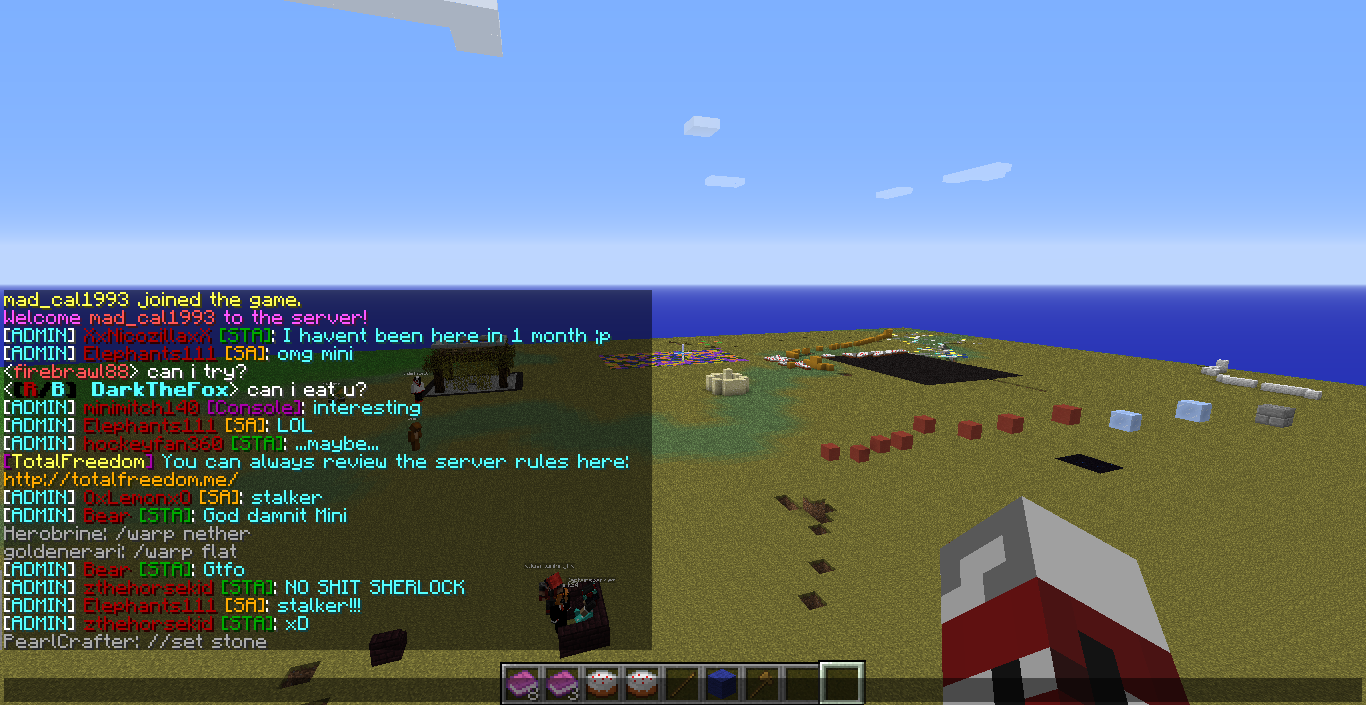 mad_cal1993 joined the game.
Welcome mad_cal1993 to the server!
[ADMIN] XxNicozillaxX [STA]: I havent been here in 1 month ;p
[ADMIN] Elephants111 [SA]: omg mini
<firebrawl88> can i try?
<[R/B] DarkTheFox> can i eat u?
[ADMIN] minimitch140 [Console]: interesting
[ADMIN] Elephants111 [SA]: LOL
[ADMIN] hockeyfan360 [STA]: ...maybe...
[TotalFreedom] You can always review the server rules here:
http://totalfreedom.me/
[ADMIN] OxLemonxO [SA]: stalker
[ADMIN] Bear [STA]: God damnit Mini
Herobrine: /warp nether
goldenerari: /warp flat
[ADMIN] Bear [STA]: Gtfo
[ADMIN] zthehorsekid [STA]: NO SHIT SHERLOCK
[ADMIN] Elephants111 [SA]: stalker!!!
[ADMIN] zthehorsekid [STA]: xD
PearlCrafter: //set stone
8
3